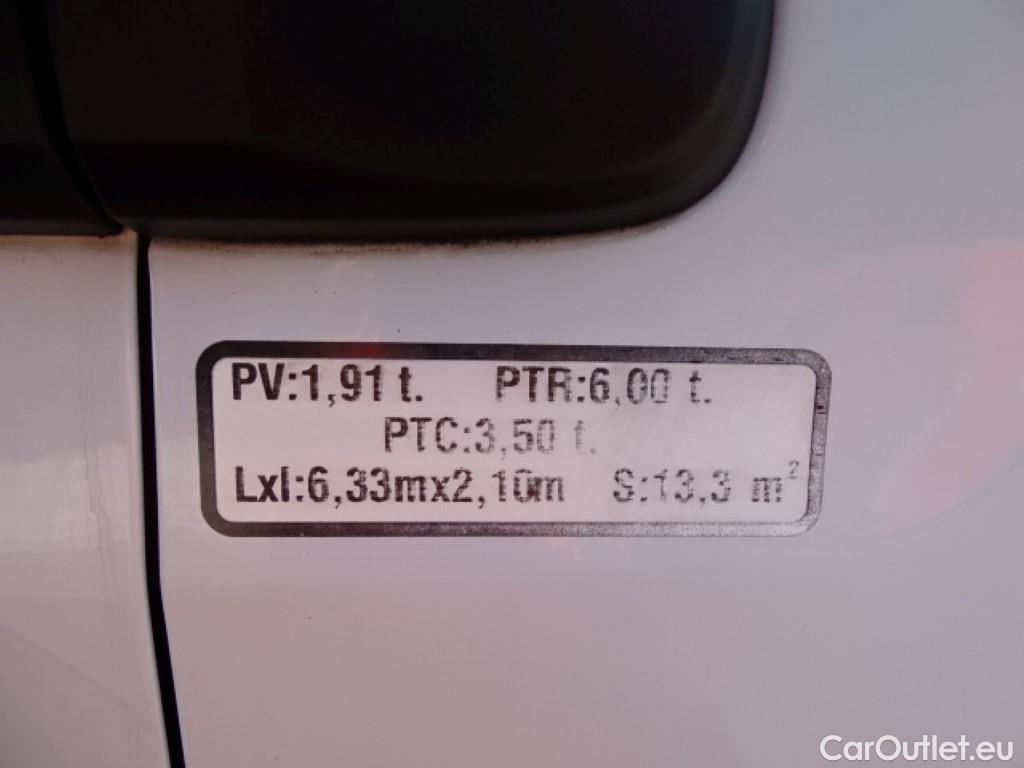 PV:1,91 t. PTR:6,00 t.
PTC:3,50 t.
Lxl:6,33mx2,10m S:13,3 m²
CarOutlet.eu